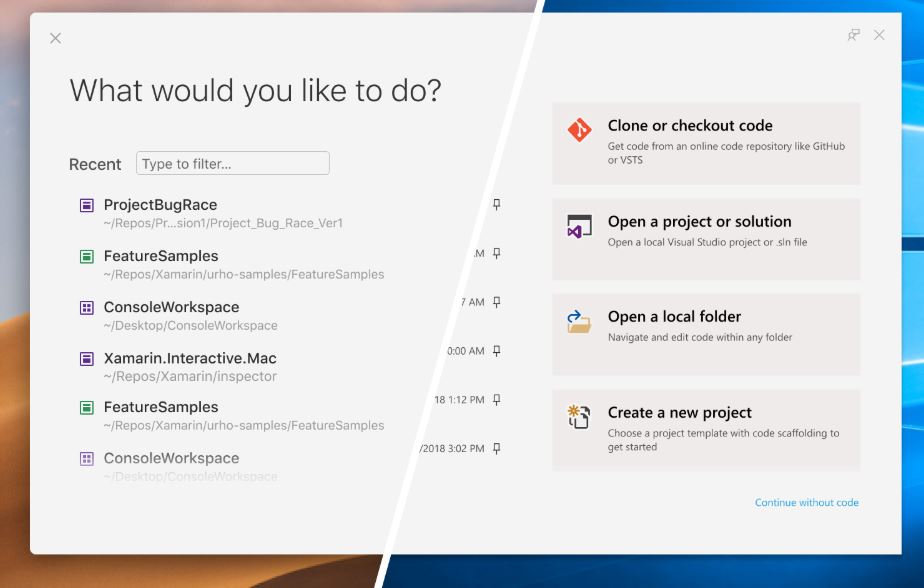 What would you like to do?
Recent
Type to filter...
ProjectBugRace
~/Repos/Pr...sion1/Project_Bug_Race_Ver1
FeatureSamples
~/Repos/Xamarin/urho-samples/FeatureSamples
.M
ConsoleWorkspace
7 AM
~/Desktop/ConsoleWorkspace
Xamarin.Interactive.Mac
0:00 AM
~/Repos/Xamarin/inspector
FeatureSamples
18 1:12 PM
~/Repos/Xamarin/urho-samples/FeatureSamples
ConsoleWorkspace
/2018 3:02 PM
~/Desktop/ConsoleWorkspace
Clone or checkout code
Get code from an online code repository like GitHub
or VSTS
Open a project or solution
Open a local Visual Studio project or .sln file
Open a local folder
Navigate and edit code within any folder
Create a new project
Choose a project template with code scaffolding to
get started
Continue without code